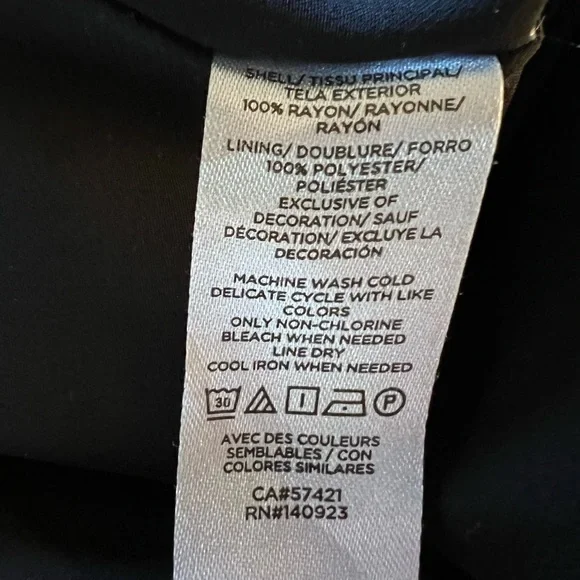 SHELL/ TISSU PRINCIPAL/
TELA EXTERIOR
100% RAYON/ RAYONNE/
RAYÓN
LINING/ DOUBLURE/ FORRO
100% POLYESTER/
POLIÉSTER
EXCLUSIVE OF
DECORATION/ SAUF
DÉCORATION/ EXCLUYE LA
DECORACIÓN
MACHINE WASH COLD
DELICATE CYCLE WITH LIKE
COLORS
ONLY NON-CHLORINE
BLEACH WHEN NEEDED
LINE DRY
COOL IRON WHEN NEEDED
30 P
AVEC DES COULEURS
SEMBLABLES / CON
COLORES SIMILARES
CA#57421
RN#140923